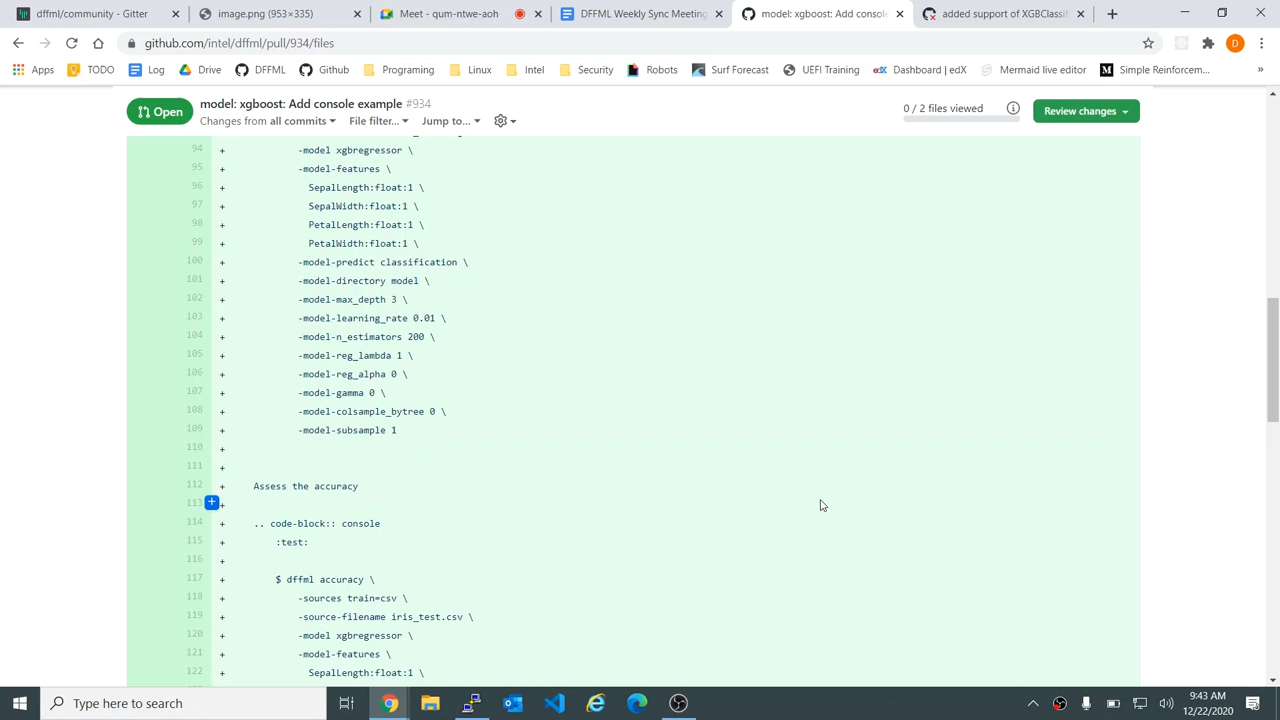 dffml/community - Gitter
image.png (953×335)
Meet - qum-ntwe-aoh
DFFML Weekly Sync Meeting
model: xgboost: Add console
added support of XGBClassif
github.com/intel/dffml/pull/934/files
D
Apps
TODO
Log
Drive
DFFML
Github
Programing
Linux
Intel
Security
Robots
Surf Forecast
UEFI Training
Dashboard | edX
Mermaid live editor
Simple Reinforcem...
»
Open
model: xgboost: Add console example #934
Changes from all commits
File filter...
Jump to...
0 / 2 files viewed
Review changes
94 + -model xgbregressor \
95 + -model-features \
96 + SepalLength:float:1 \
97 + SepalWidth:float:1 \
98 + PetalLength:float:1 \
99 + PetalWidth:float:1 \
100 + -model-predict classification \
101 + -model-directory model \
102 + -model-max_depth 3 \
103 + -model-learning_rate 0.01 \
104 + -model-n_estimators 200 \
105 + -model-reg_lambda 1 \
106 + -model-reg_alpha 0 \
107 + -model-gamma 0 \
108 + -model-colsample_bytree 0 \
109 + -model-subsample 1
110 +
111 +
112 + Assess the accuracy
113 +
114 + .. code-block:: console
115 + :test:
116 +
117 + $ dffml accuracy \
118 + -sources train=csv \
119 + -source-filename iris_test.csv \
120 + -model xgbregressor \
121 + -model-features \
122 + SepalLength:float:1 \
Type here to search
9:43 AM
12/22/2020